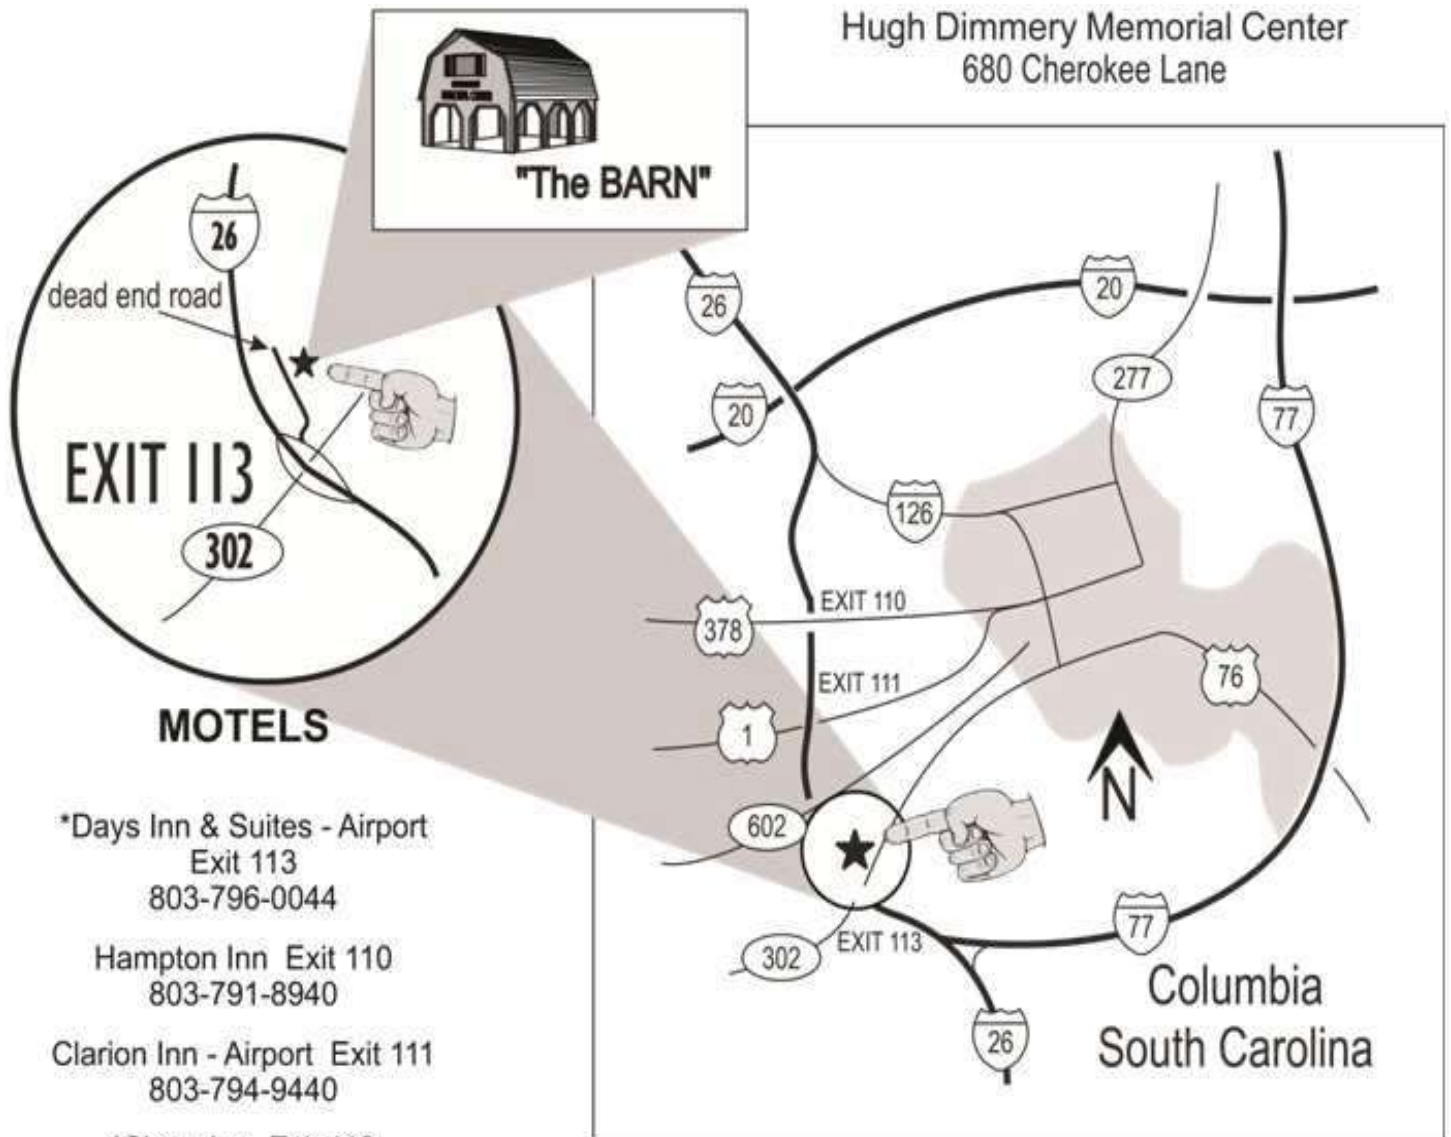 Hugh Dimmery Memorial Center
680 Cherokee Lane
"The BARN"
26
dead end road
EXIT 113
302
MOTELS
*Days Inn & Suites - Airport
Exit 113
803-796-0044
Hampton Inn Exit 110
803-791-8940
Clarion Inn - Airport Exit 111
803-794-9440
26
20
20
277
77
126
EXIT 110
378
EXIT 111
76
1
N
602
77
302
EXIT 113
26
Columbia
South Carolina